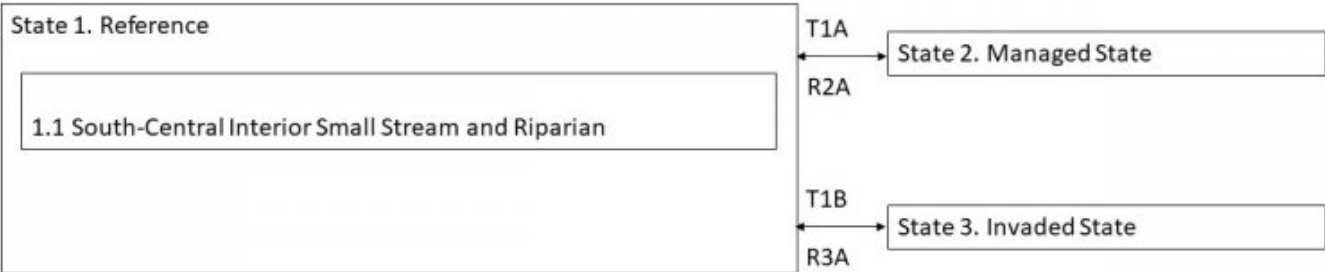 State 1. Reference
1.1 South-Central Interior Small Stream and Riparian
T1A
State 2. Managed State
R2A
T1B
State 3. Invaded State
R3A